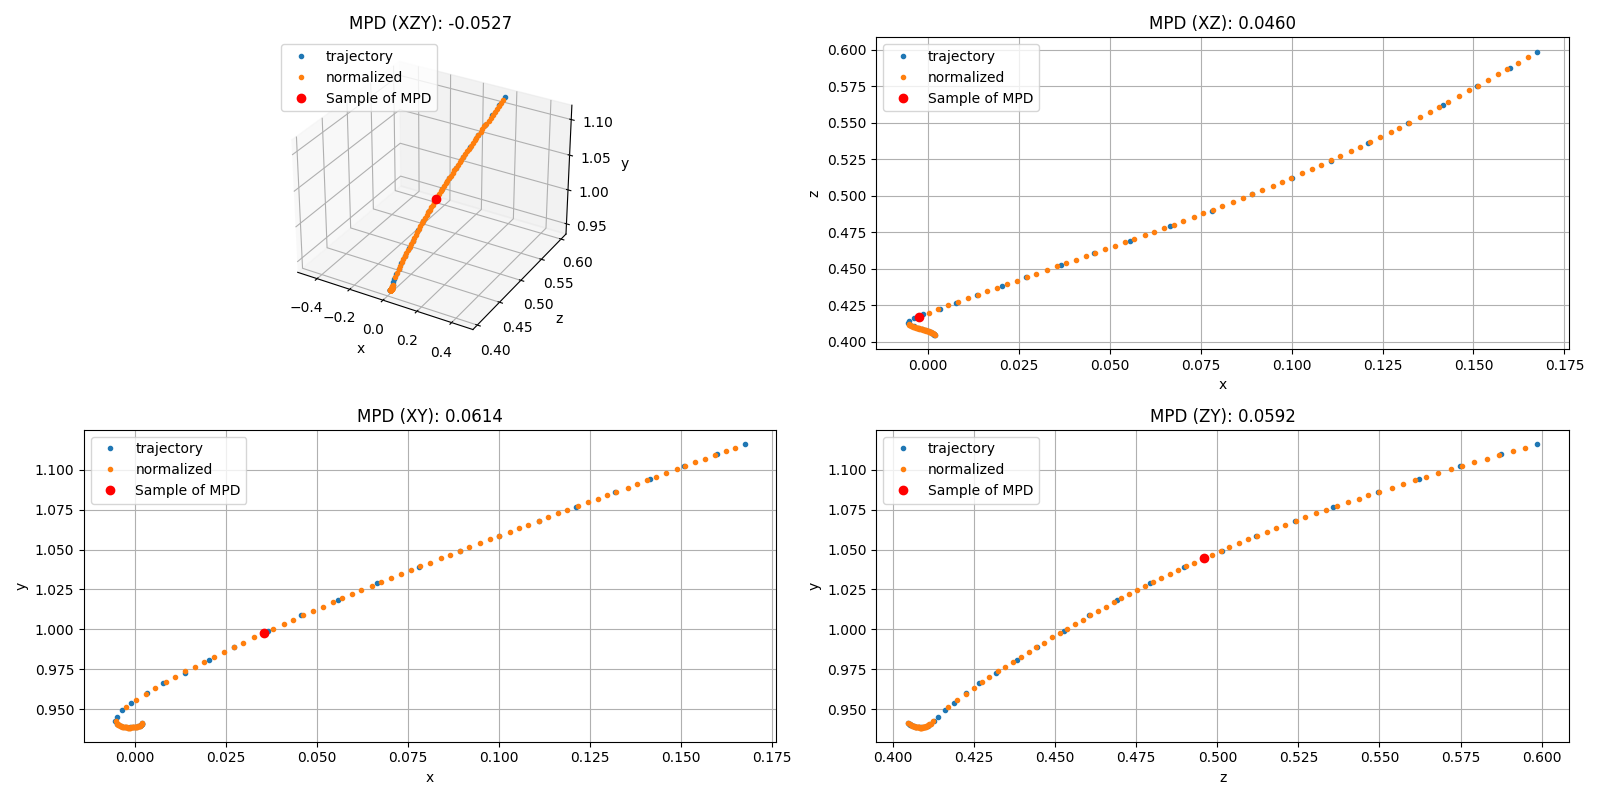 MPD (XZY): -0.0527
trajectory
normalized
Sample of MPD
1.10
1.05
1.00
0.95
y
0.60
0.55
0.50
0.45
0.40
z
−0.4
−0.2
0.0
0.2
0.4
x
MPD (XZ): 0.0460
trajectory
normalized
Sample of MPD
0.600
0.575
0.550
0.525
0.500
0.475
0.450
0.425
0.400
z
0.000 0.025 0.050 0.075 0.100 0.125 0.150 0.175
x
MPD (XY): 0.0614
trajectory
normalized
Sample of MPD
1.100
1.075
1.050
1.025
1.000
0.975
0.950
y
0.000 0.025 0.050 0.075 0.100 0.125 0.150 0.175
x
MPD (ZY): 0.0592
trajectory
normalized
Sample of MPD
1.100
1.075
1.050
1.025
1.000
0.975
0.950
y
0.400 0.425 0.450 0.475 0.500 0.525 0.550 0.575 0.600
z